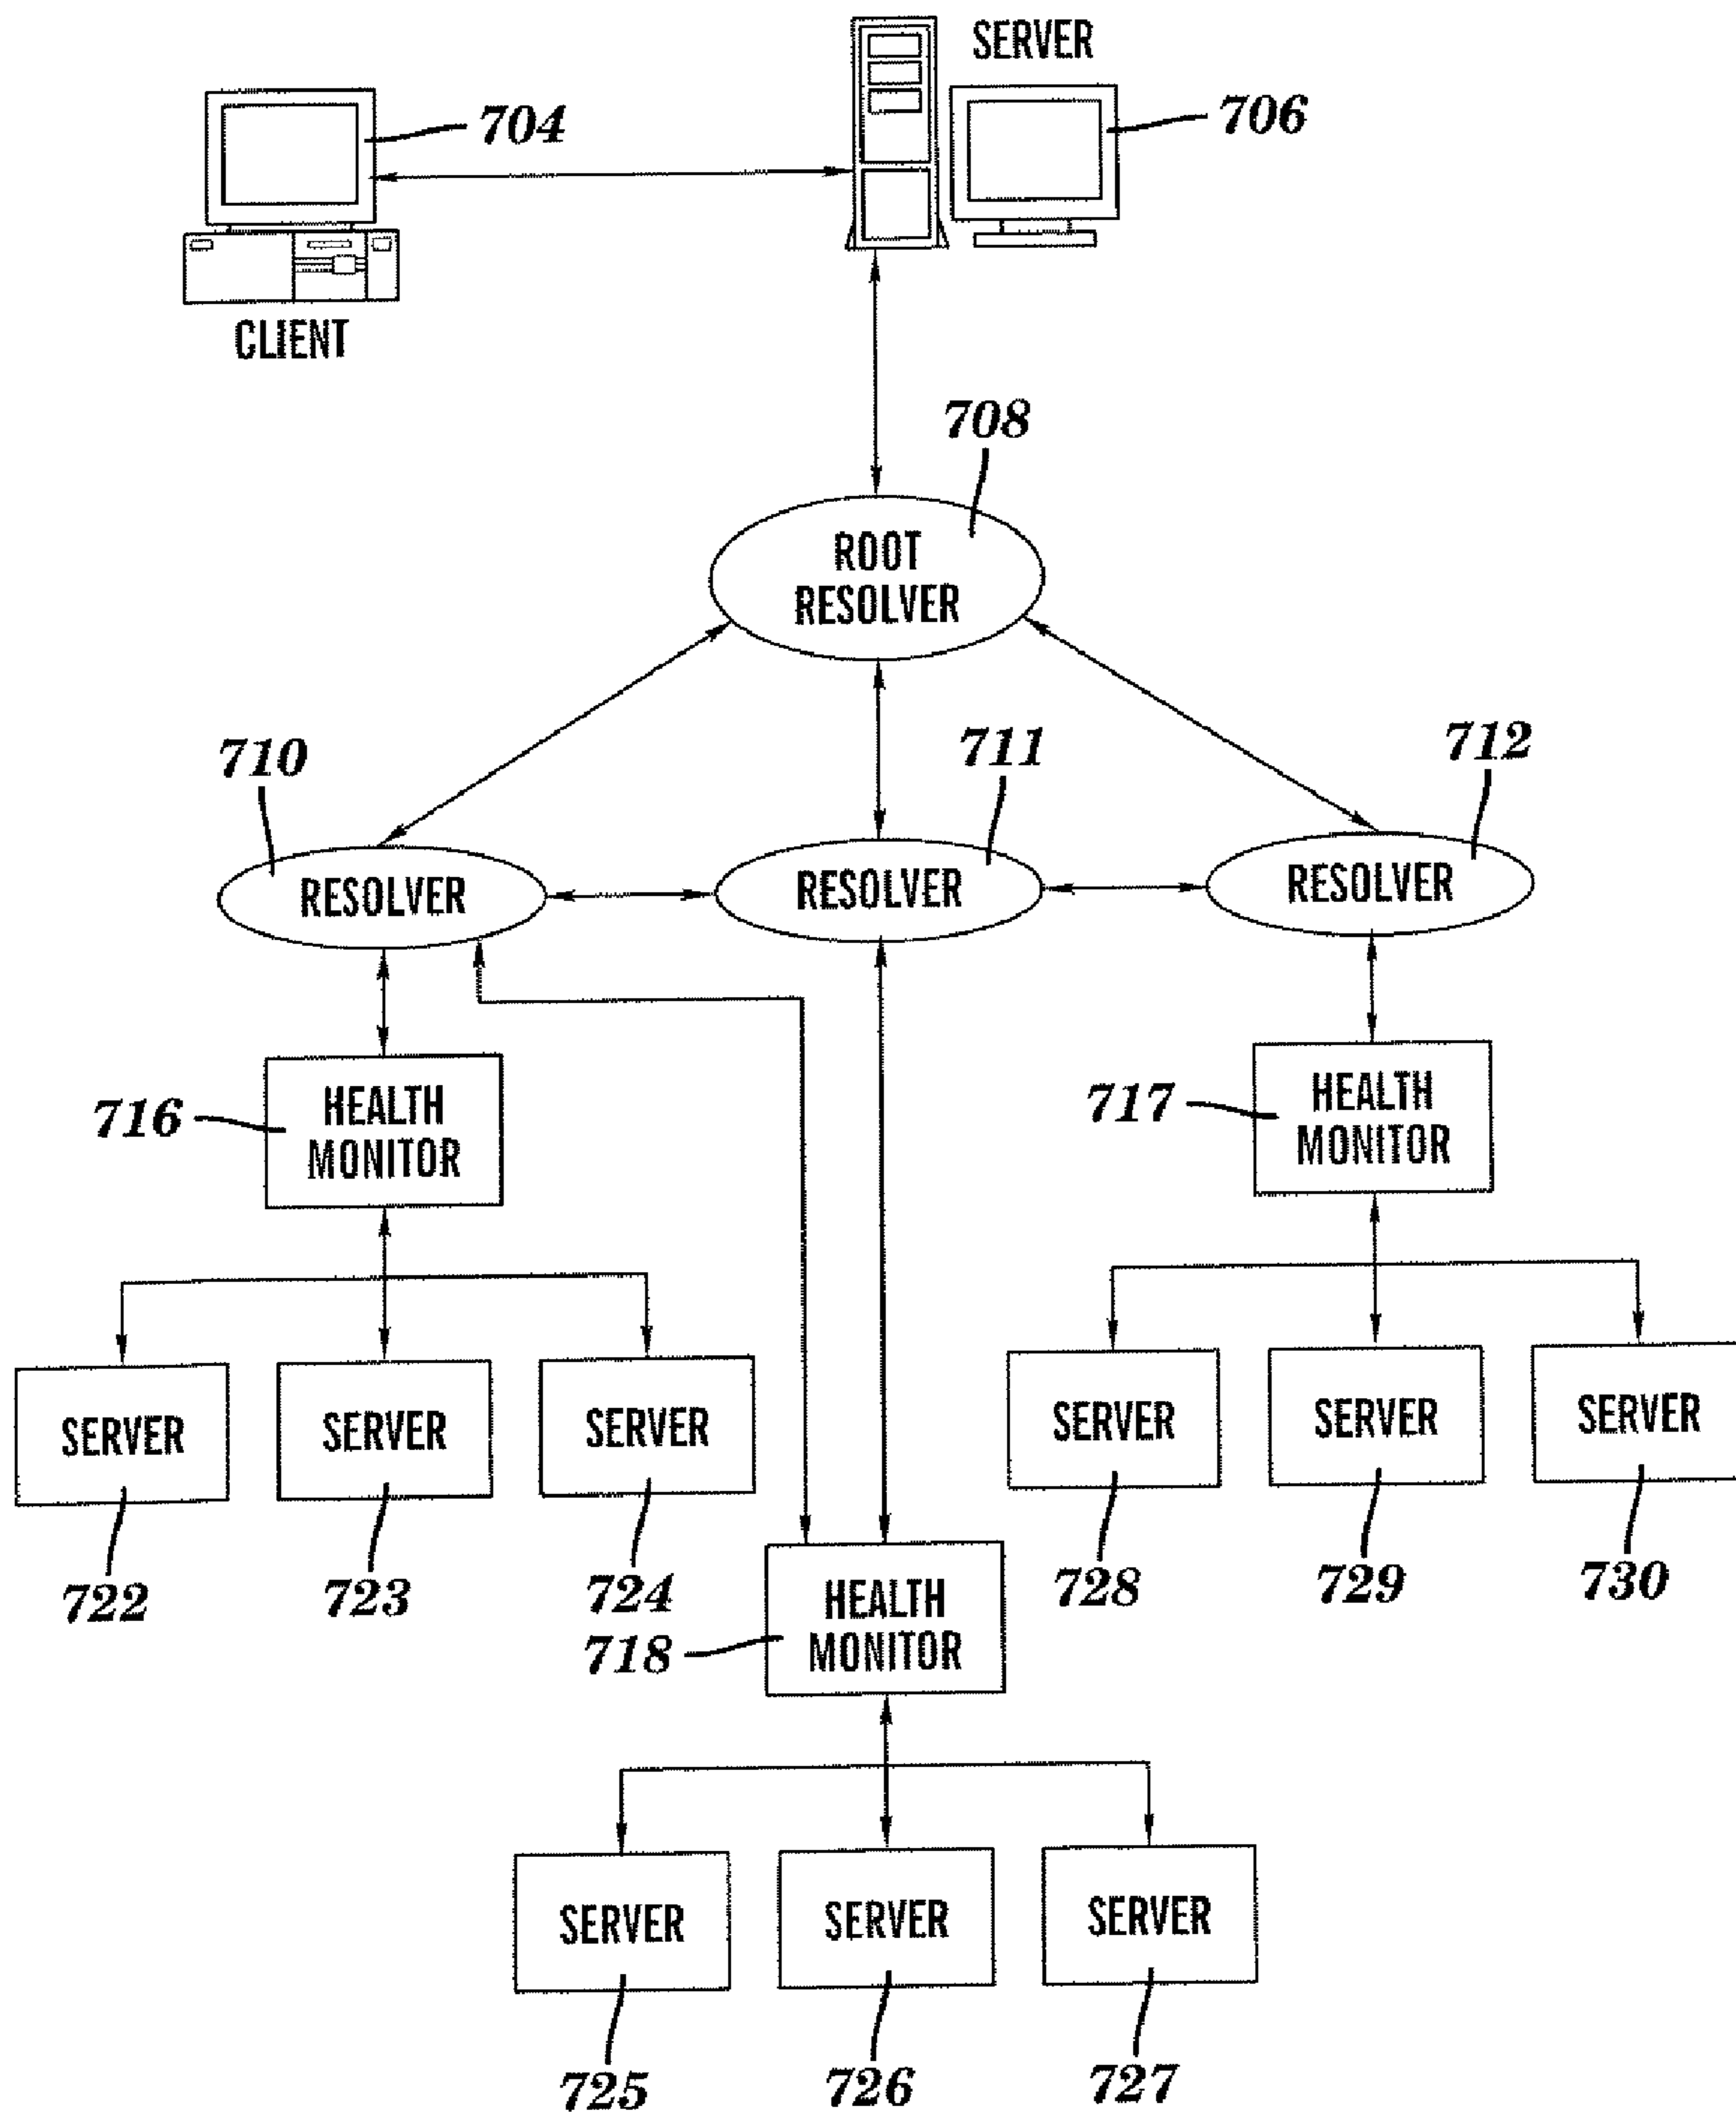 SERVER
704
706
CLIENT
708
ROOT
RESOLVER
710
711
712
RESOLVER
RESOLVER
RESOLVER
716
HEALTH
MONITOR
717
HEALTH
MONITOR
SERVER
SERVER
SERVER
SERVER
SERVER
SERVER
722
723
724
728
729
730
718
HEALTH
MONITOR
SERVER
SERVER
SERVER
725
726
727